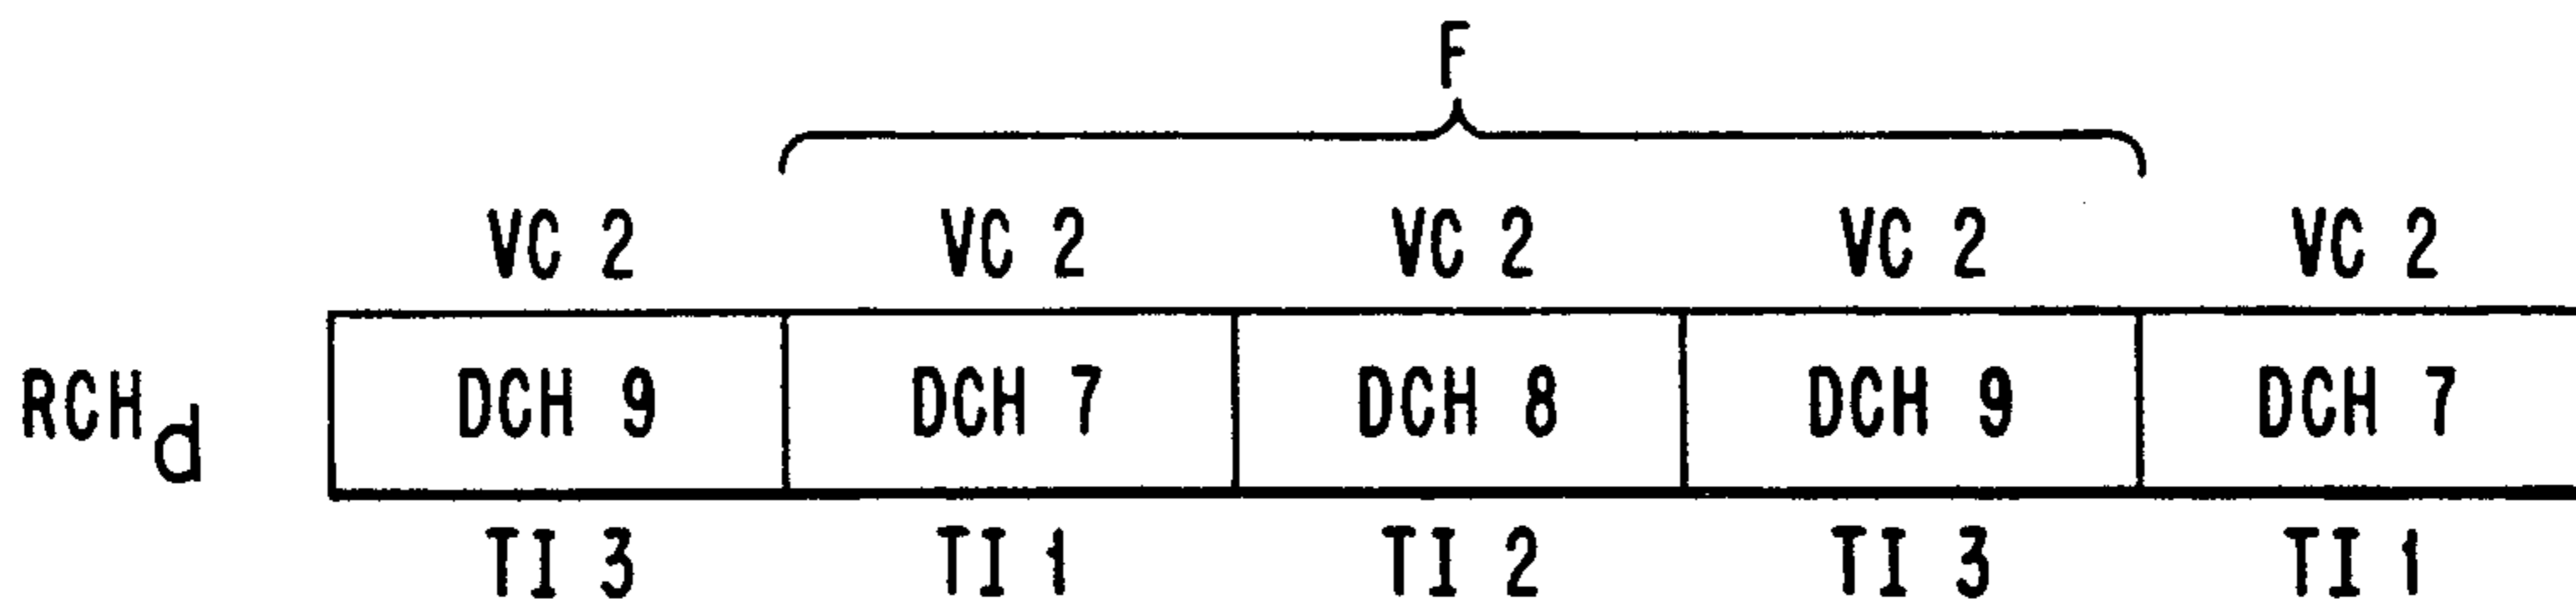 F
VC 2 VC 2 VC 2 VC 2 VC 2
RCHd DCH 9 DCH 7 DCH 8 DCH 9 DCH 7
TI 3 TI 1 TI 2 TI 3 TI 1